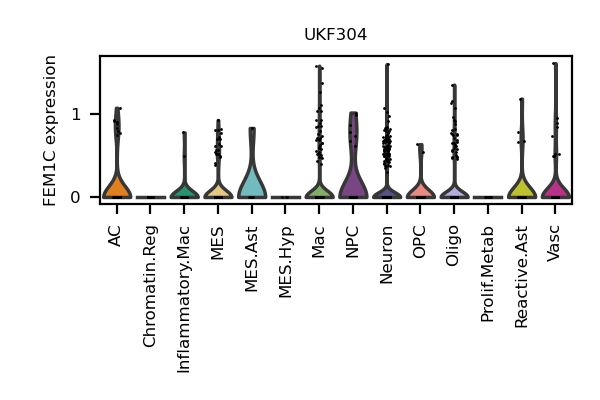 UKF304
FEM1C expression
1
0
AC
Chromatin.Reg
Inflammatory.Mac
MES
MES.Ast
MES.Hyp
Mac
NPC
Neuron
OPC
Oligo
Prolif.Metab
Reactive.Ast
Vasc